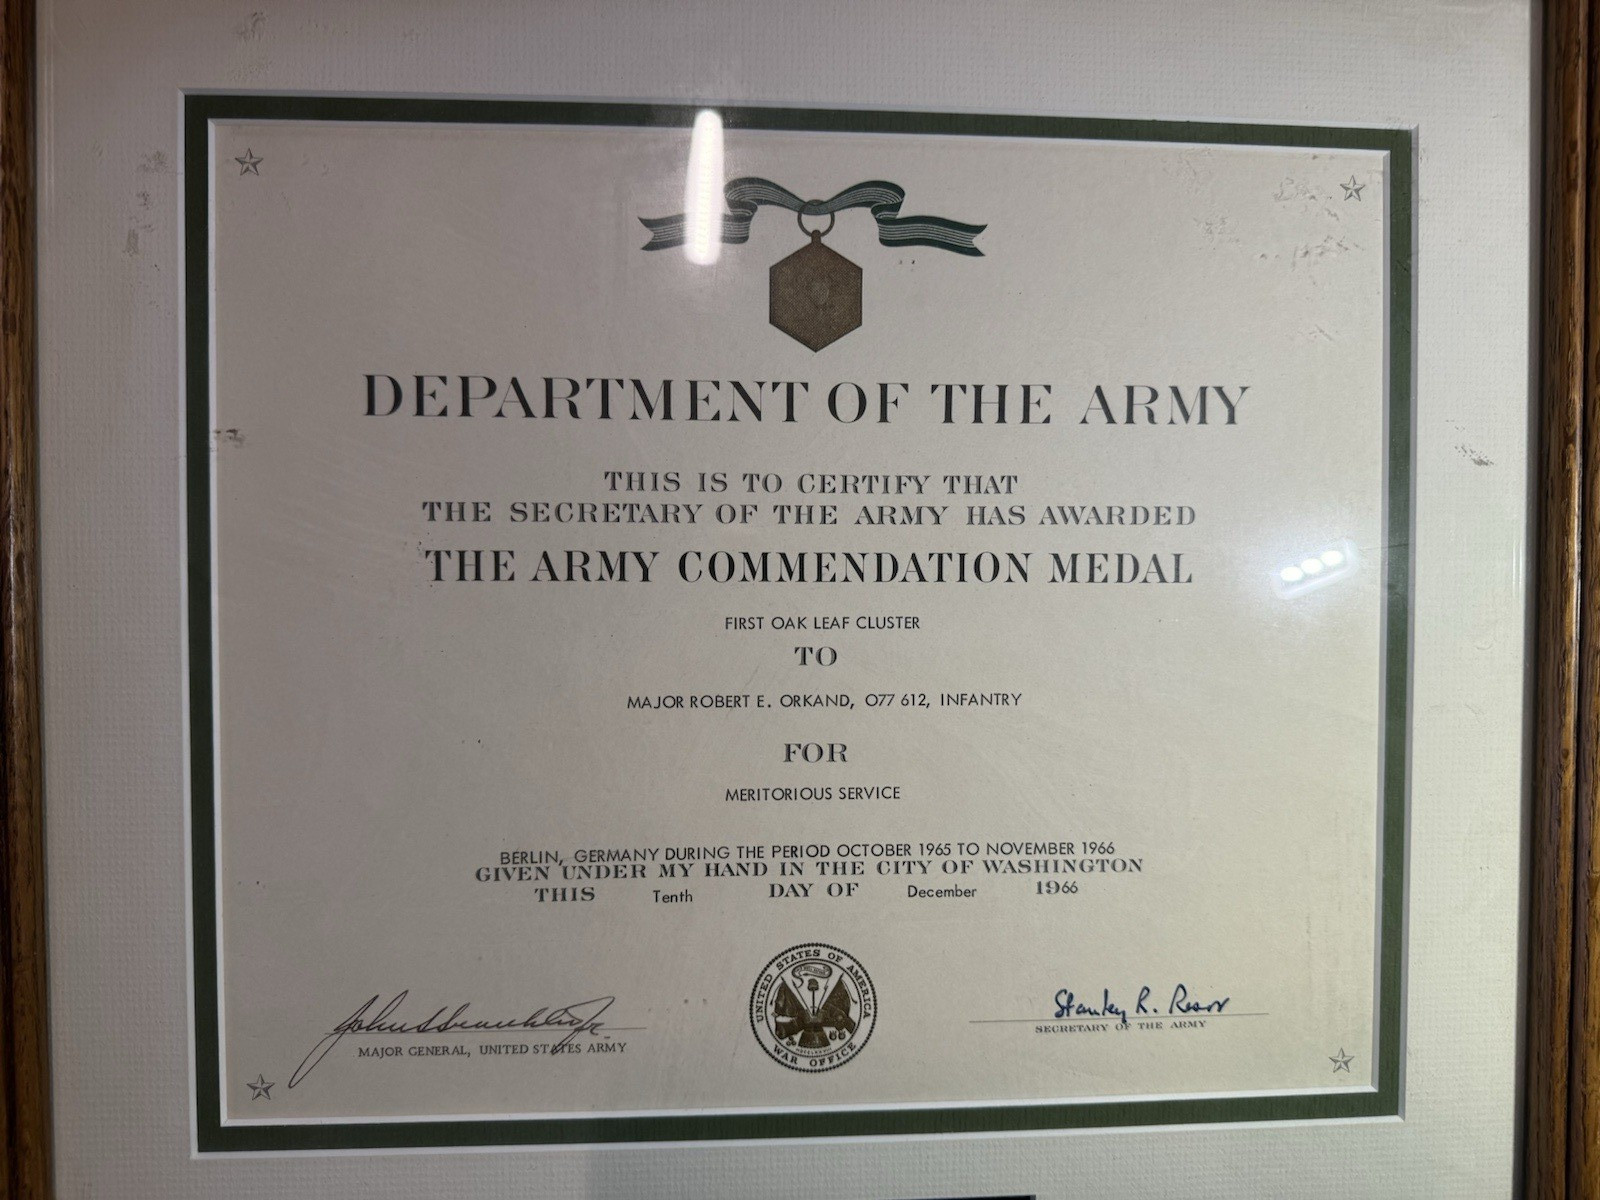 DEPARTMENT OF THE ARMY
THIS IS TO CERTIFY THAT
THE SECRETARY OF THE ARMY HAS AWARDED
THE ARMY COMMENDATION MEDAL
FIRST OAK LEAF CLUSTER
TO
MAJOR ROBERT E. ORKAND, O77 612, INFANTRY
FOR
MERITORIOUS SERVICE
BERLIN, GERMANY DURING THE PERIOD OCTOBER 1965 TO NOVEMBER 1966
GIVEN UNDER MY HAND IN THE CITY OF WASHINGTON
THIS Tenth DAY OF December 1966
John
MAJOR GENERAL, UNITED STATES ARMY
UNITED STATES OF AMERICA
WAR OFFICE
Stanley R. Resor
SECRETARY OF THE ARMY